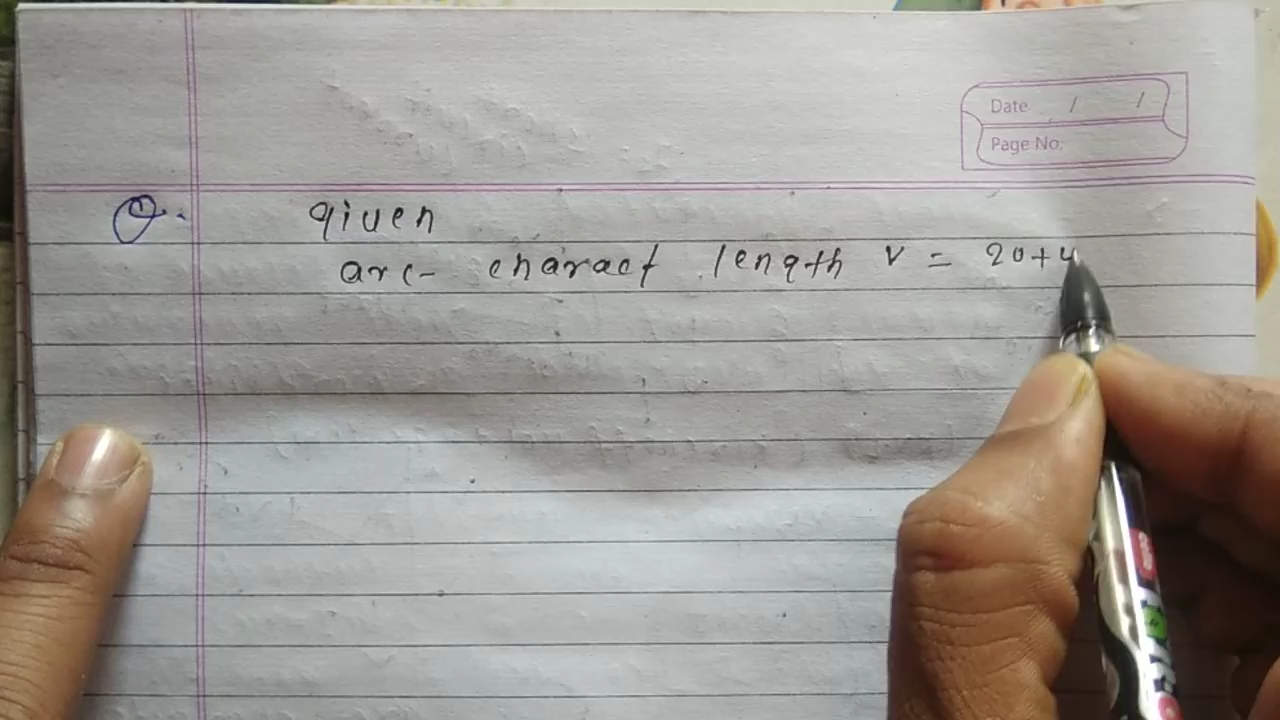 Date / /
Page No.
Q. given
arc- charact length V = 20+4